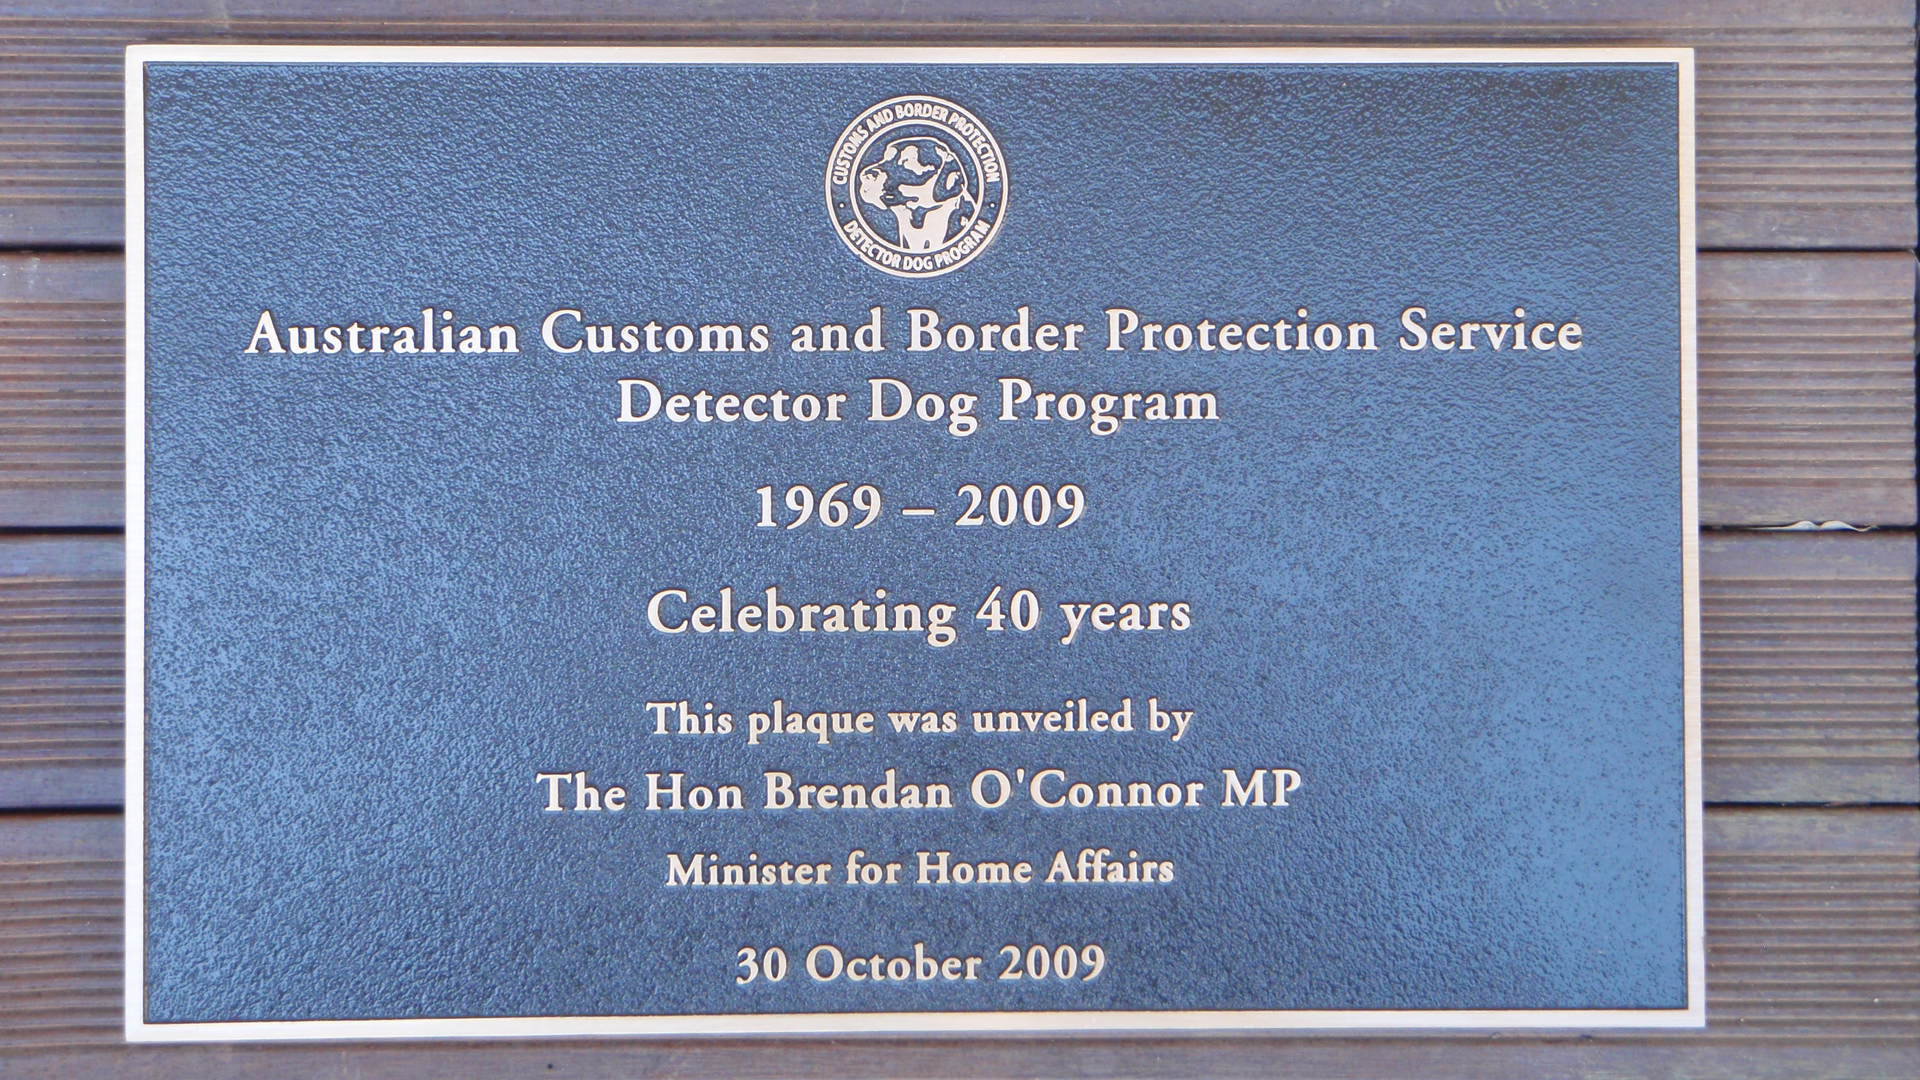 CUSTOMS AND BORDER PROTECTION
DETECTOR DOG PROGRAM
Australian Customs and Border Protection Service
Detector Dog Program
1969 – 2009
Celebrating 40 years
This plaque was unveiled by
The Hon Brendan O'Connor MP
Minister for Home Affairs
30 October 2009